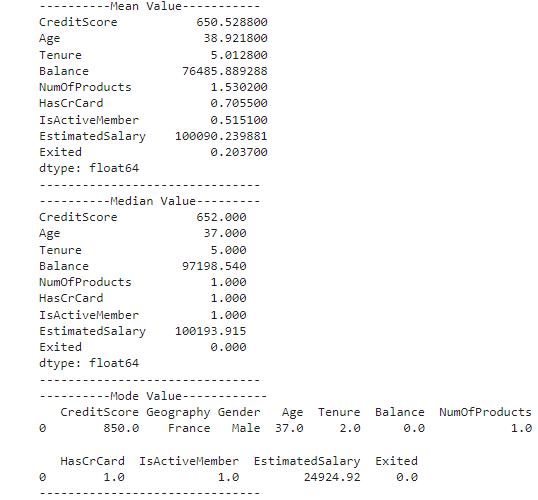 ----------Mean Value-----------
CreditScore 650.528800
Age 38.921800
Tenure 5.012800
Balance 76485.889288
NumOfProducts 1.530200
HasCrCard 0.705500
IsActiveMember 0.515100
EstimatedSalary 100090.239881
Exited 0.203700
dtype: float64
-------------------------------
----------Median Value---------
CreditScore 652.000
Age 37.000
Tenure 5.000
Balance 97198.540
NumOfProducts 1.000
HasCrCard 1.000
IsActiveMember 1.000
EstimatedSalary 100193.915
Exited 0.000
dtype: float64
-------------------------------
----------Mode Value------------
CreditScore Geography Gender Age Tenure Balance NumOfProducts
0 850.0 France Male 37.0 2.0 0.0 1.0
HasCrCard IsActiveMember EstimatedSalary Exited
0 1.0 1.0 24924.92 0.0
-------------------------------